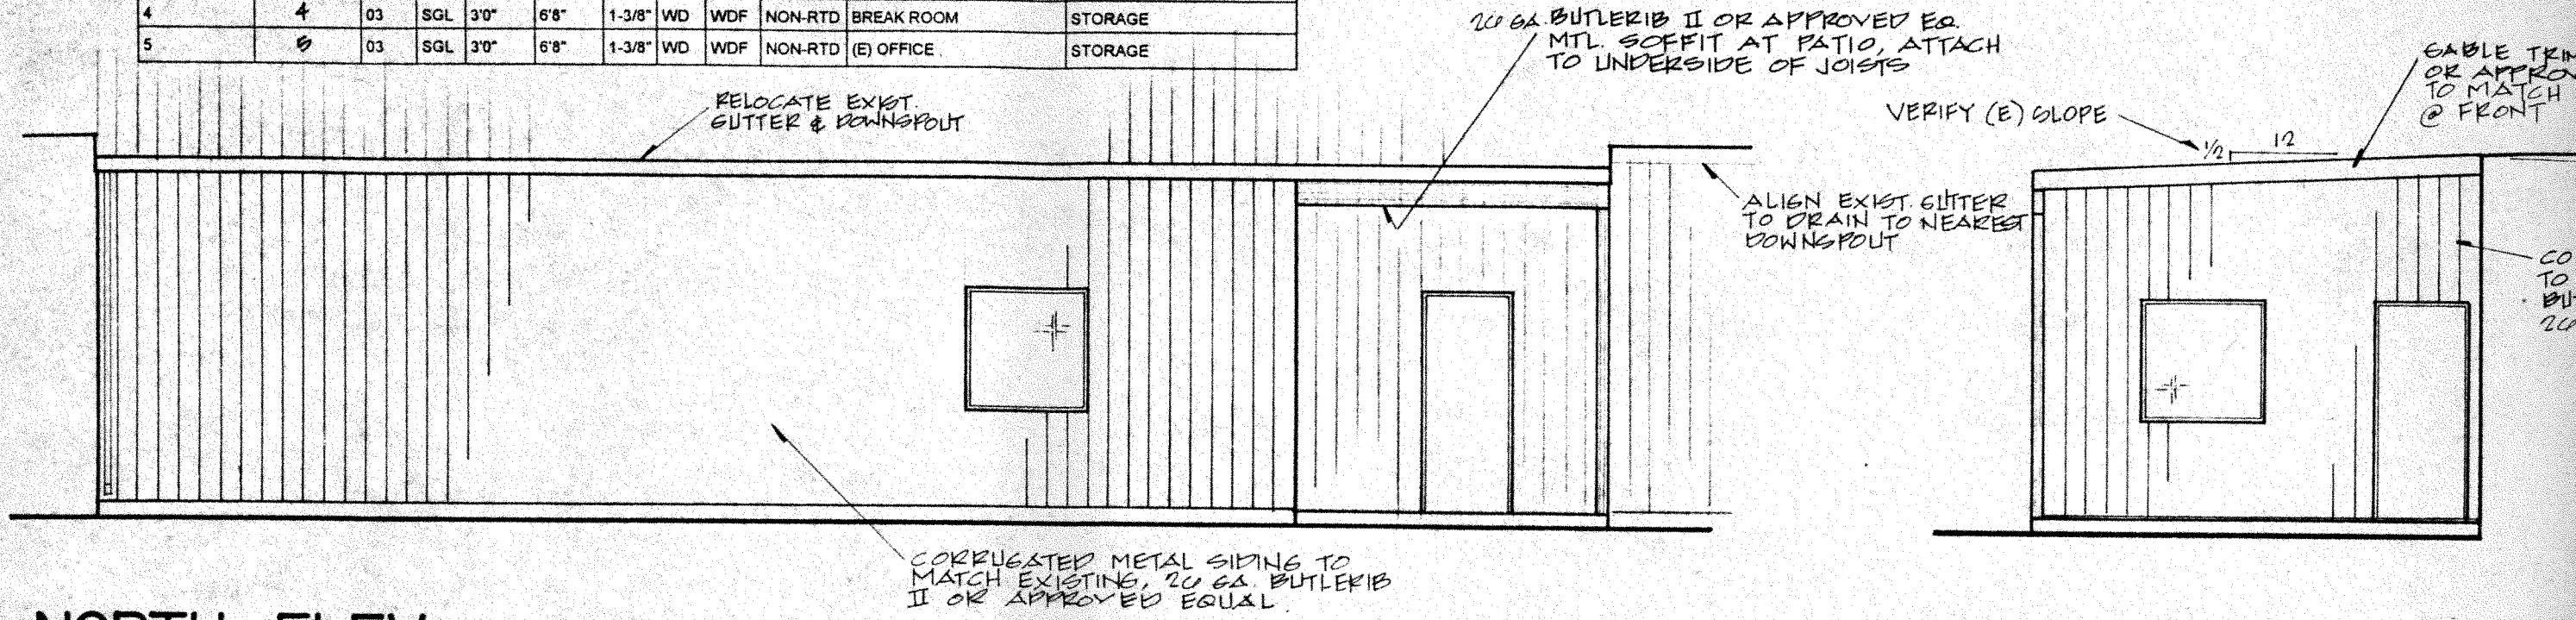 4 4 03 SGL 3'0" 6'8" 1-3/8" WD WDF NON-RTD BREAK ROOM STORAGE
5 5 03 SGL 3'0" 6'8" 1-3/8" WD WDF NON-RTD (E) OFFICE STORAGE
26 GA. BUTLERIB II OR APPROVED EQ.
MTL. SOFFIT AT PATIO, ATTACH
TO UNDERSIDE OF JOISTS
RELOCATE EXIST.
GUTTER & DOWNSPOUT
VERIFY (E) SLOPE
1/2 12
GABLE TRIM
OR APPROV
TO MATCH
@ FRONT
ALIGN EXIST. GUTTER
TO DRAIN TO NEAREST
DOWNSPOUT
CO
TO
BUT
26
CORRUGATED METAL SIDING TO
MATCH EXISTING, 26 GA. BUTLERIB
II OR APPROVED EQUAL.
NORTH ELEV